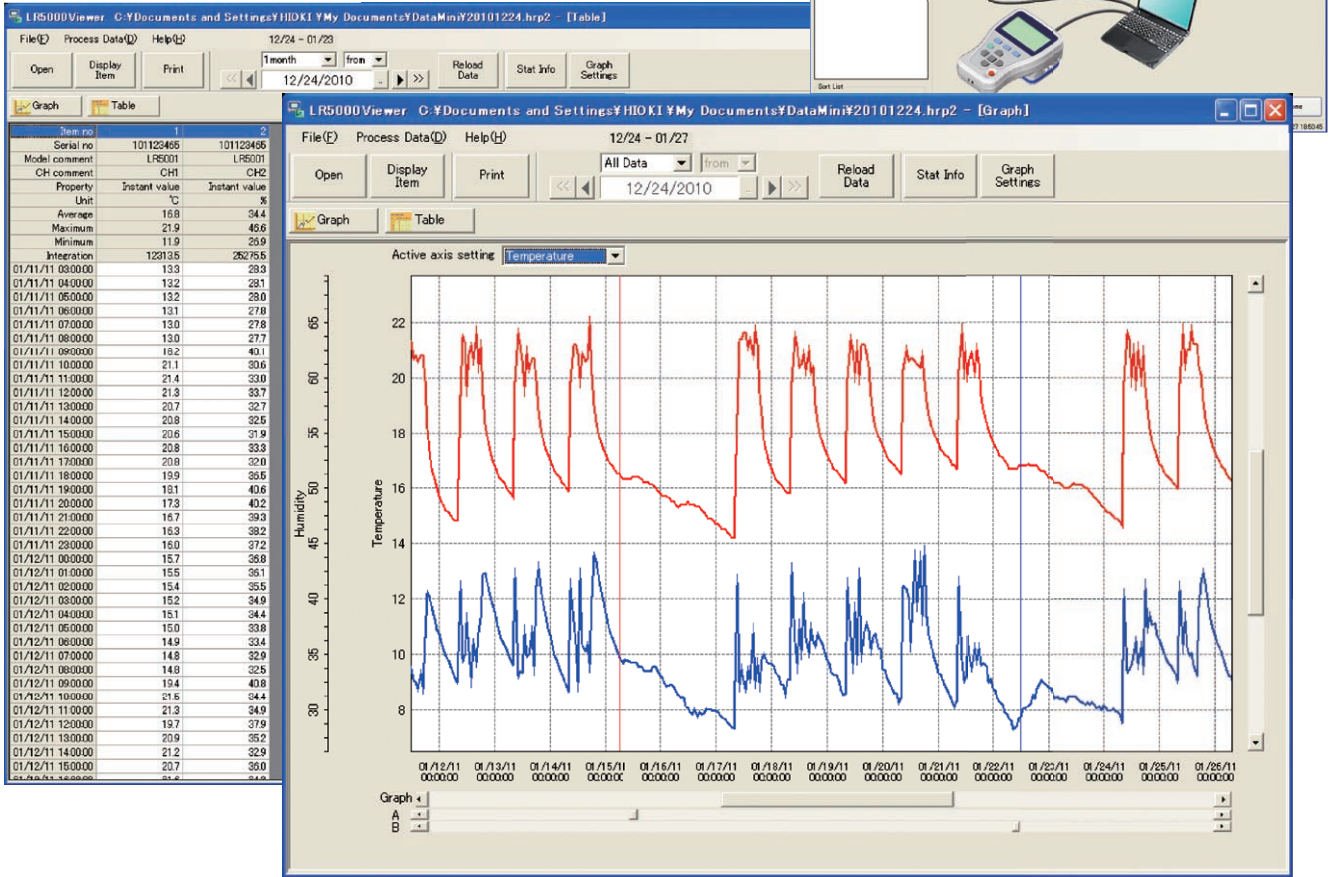 LR5000Viewer C:¥Documents and Settings¥HIOKI¥My Documents¥DataMini¥20101224.hrp2 - [Table]
File(F) Process Data(D) Help(H) 12/24 - 01/23
Open Display Item Print 1month from 12/24/2010 Reload Data Stat Info Graph Settings
Graph Table
Item no 1 2
Serial no 101123465 101123465
Model comment LR5001 LR5001
CH comment CH1 CH2
Property Instant value Instant value
Unit ℃ %
Average 16.8 34.4
Maximum 21.9 46.6
Minimum 11.9 26.9
Integration 12313.5 25275.5
01/11/11 03:00:00 13.3 28.3
01/11/11 04:00:00 13.2 28.1
01/11/11 05:00:00 13.2 28.0
01/11/11 06:00:00 13.1 27.8
01/11/11 07:00:00 13.0 27.8
01/11/11 08:00:00 13.0 27.7
01/11/11 09:00:00 18.2 40.1
01/11/11 10:00:00 21.1 30.6
01/11/11 11:00:00 21.4 33.0
01/11/11 12:00:00 21.3 33.7
01/11/11 13:00:00 20.7 32.7
01/11/11 14:00:00 20.8 32.5
01/11/11 15:00:00 20.6 31.9
01/11/11 16:00:00 20.8 33.3
01/11/11 17:00:00 20.8 32.0
01/11/11 18:00:00 19.9 36.5
01/11/11 19:00:00 18.1 40.6
01/11/11 20:00:00 17.3 40.2
01/11/11 21:00:00 16.7 39.3
01/11/11 22:00:00 16.3 38.2
01/11/11 23:00:00 16.0 37.2
01/12/11 00:00:00 15.7 36.8
01/12/11 01:00:00 15.5 36.1
01/12/11 02:00:00 15.4 35.5
01/12/11 03:00:00 15.2 34.9
01/12/11 04:00:00 15.1 34.4
01/12/11 05:00:00 15.0 33.8
01/12/11 06:00:00 14.9 33.4
01/12/11 07:00:00 14.8 32.9
01/12/11 08:00:00 14.8 32.5
01/12/11 09:00:00 19.4 40.8
01/12/11 10:00:00 21.6 34.4
01/12/11 11:00:00 21.3 34.9
01/12/11 12:00:00 19.7 37.9
01/12/11 13:00:00 20.9 35.2
01/12/11 14:00:00 21.2 32.9
01/12/11 15:00:00 20.7 36.0
Sort List
LR5000Viewer C:¥Documents and Settings¥HIOKI¥My Documents¥DataMini¥20101224.hrp2 - [Graph]
File(F) Process Data(D) Help(H) 12/24 - 01/27
Open Display Item Print All Data from 12/24/2010 Reload Data Stat Info Graph Settings
Graph Table
Active axis setting Temperature
Humidity
65
60
55
50
45
40
35
30
Temperature
22
20
18
16
14
12
10
8
01/12/11 01/13/11 01/14/11 01/15/11 01/16/11 01/17/11 01/18/11 01/19/11 01/20/11 01/21/11 01/22/11 01/23/11 01/24/11 01/25/11 01/26/11
00:00:00 00:00:00 00:00:00 00:00:00 00:00:00 00:00:00 00:00:00 00:00:00 00:00:00 00:00:00 00:00:00 00:00:00 00:00:00 00:00:00 00:00:00
Graph
A
B